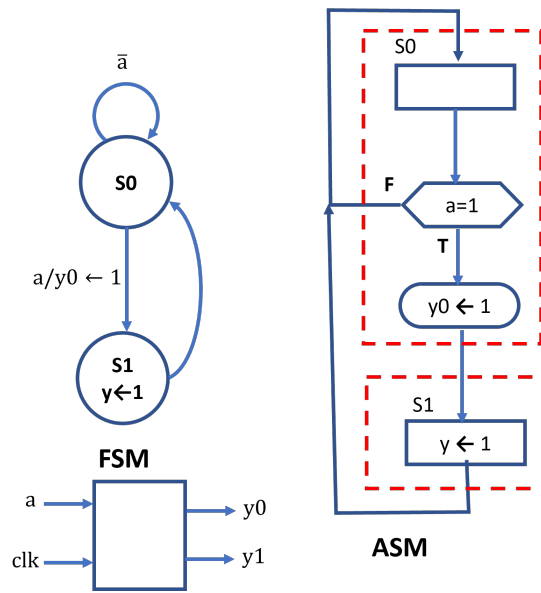 ā
S0
a/y0 ← 1
S1
y←1
FSM
a
clk
y0
y1
S0
F
a=1
T
y0 ← 1
S1
y ← 1
ASM